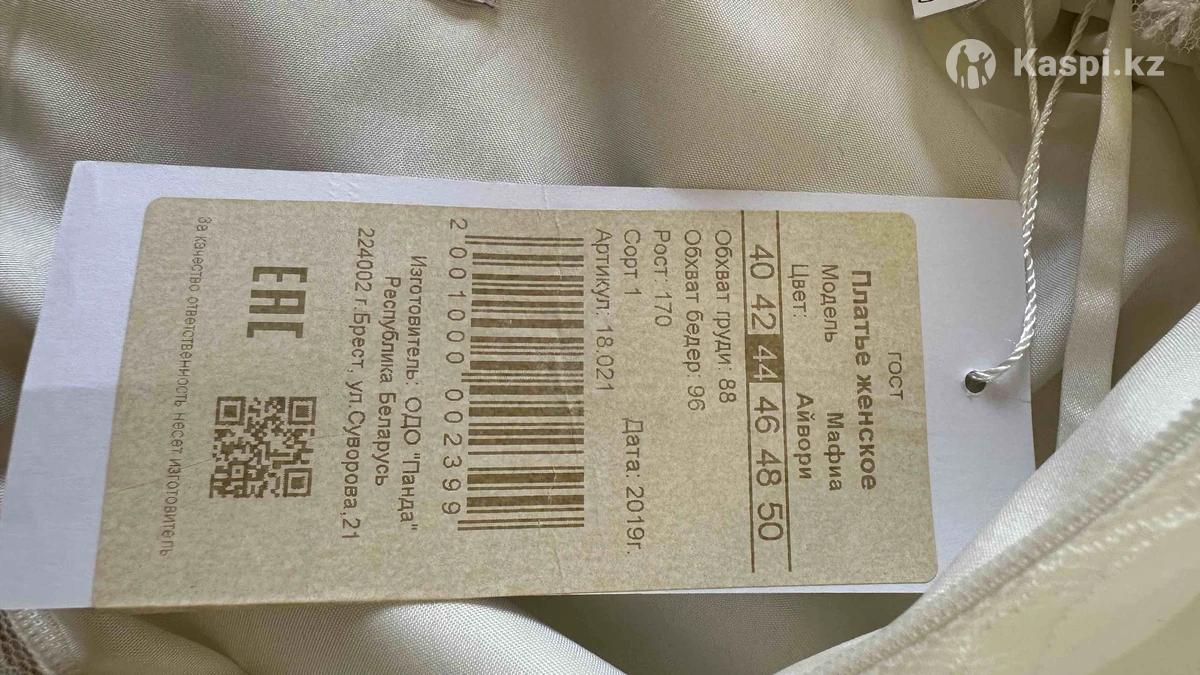 Kaspi.kz
ГОСТ
Платье женское
Модель Мафиа
Цвет: Айвори
40 42 44 46 48 50
Обхват груди: 88
Обхват бедер: 96
Рост: 170
Сорт 1 Дата: 2019г.
Артикул: 18.021
2 001000 002399
Изготовитель: ОДО "Панда"
Республика Беларусь
224002 г.Брест, ул.Суворова,21
ЕАС
За качество ответственность несет изготовитель